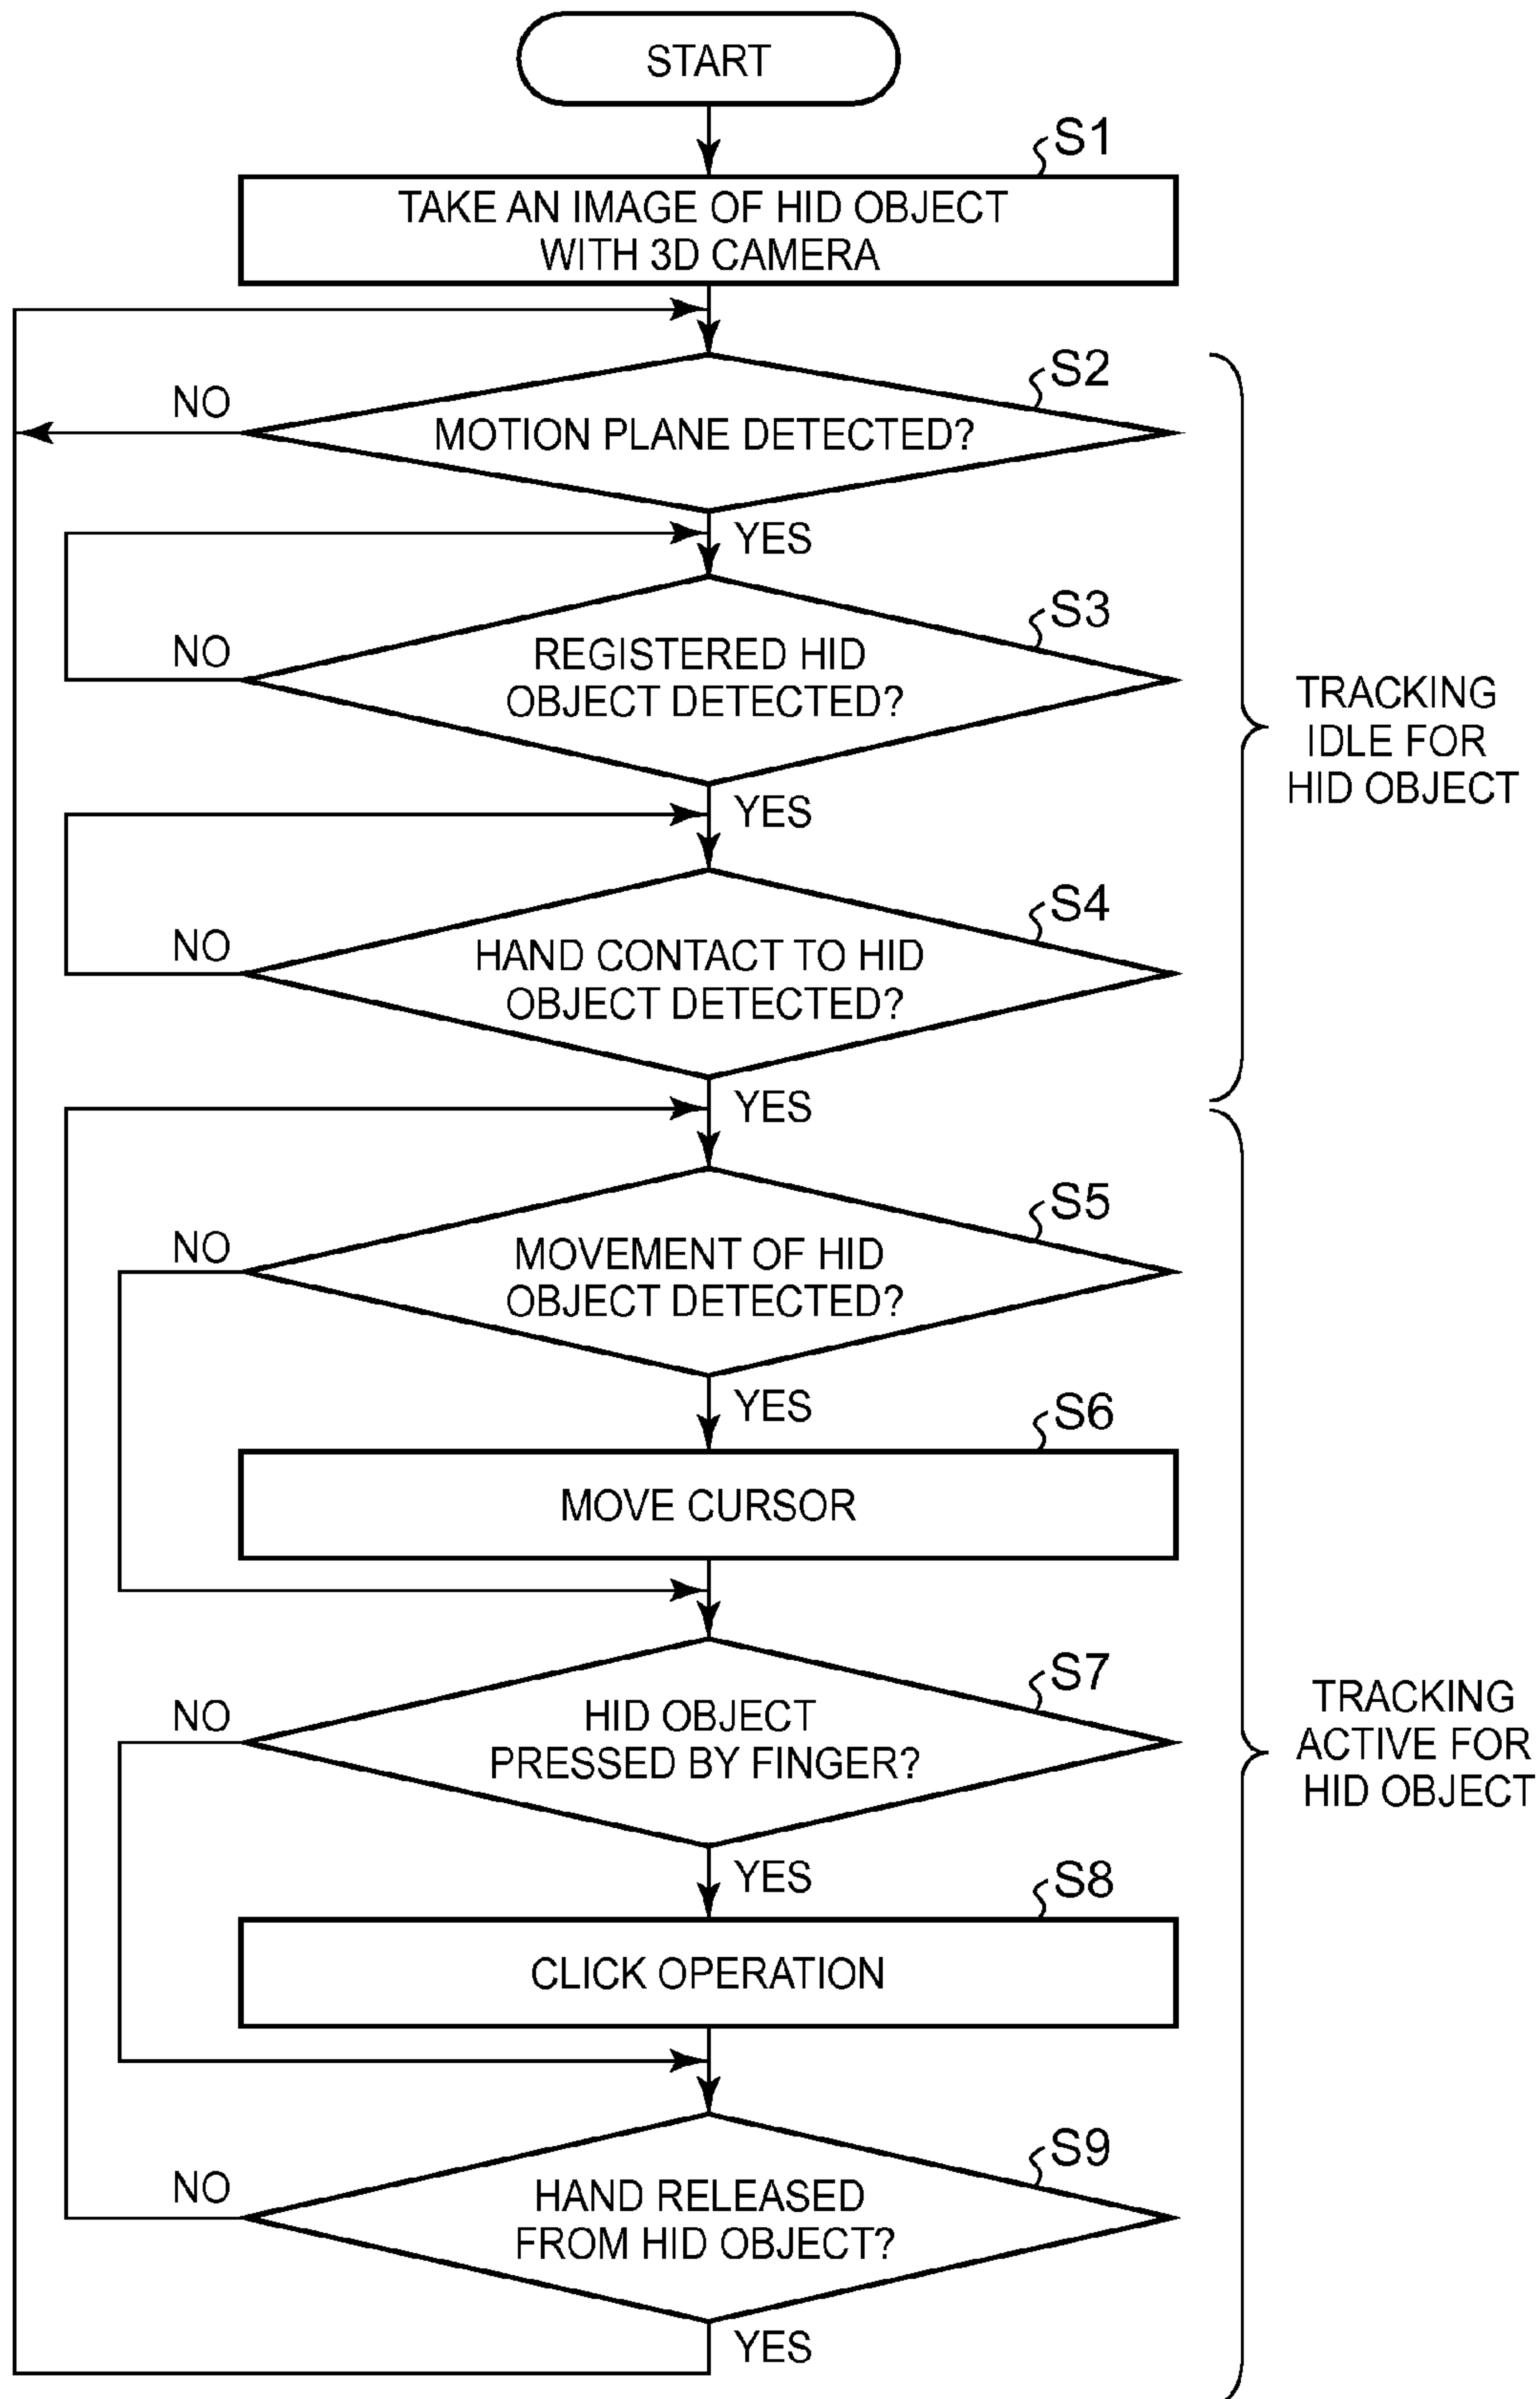 START
S1
TAKE AN IMAGE OF HID OBJECT
WITH 3D CAMERA
S2
NO
MOTION PLANE DETECTED?
YES
S3
NO
REGISTERED HID
OBJECT DETECTED?
TRACKING
IDLE FOR
HID OBJECT
YES
S4
NO
HAND CONTACT TO HID
OBJECT DETECTED?
YES
S5
NO
MOVEMENT OF HID
OBJECT DETECTED?
YES
S6
MOVE CURSOR
S7
NO
HID OBJECT
PRESSED BY FINGER?
TRACKING
ACTIVE FOR
HID OBJECT
YES
S8
CLICK OPERATION
S9
NO
HAND RELEASED
FROM HID OBJECT?
YES